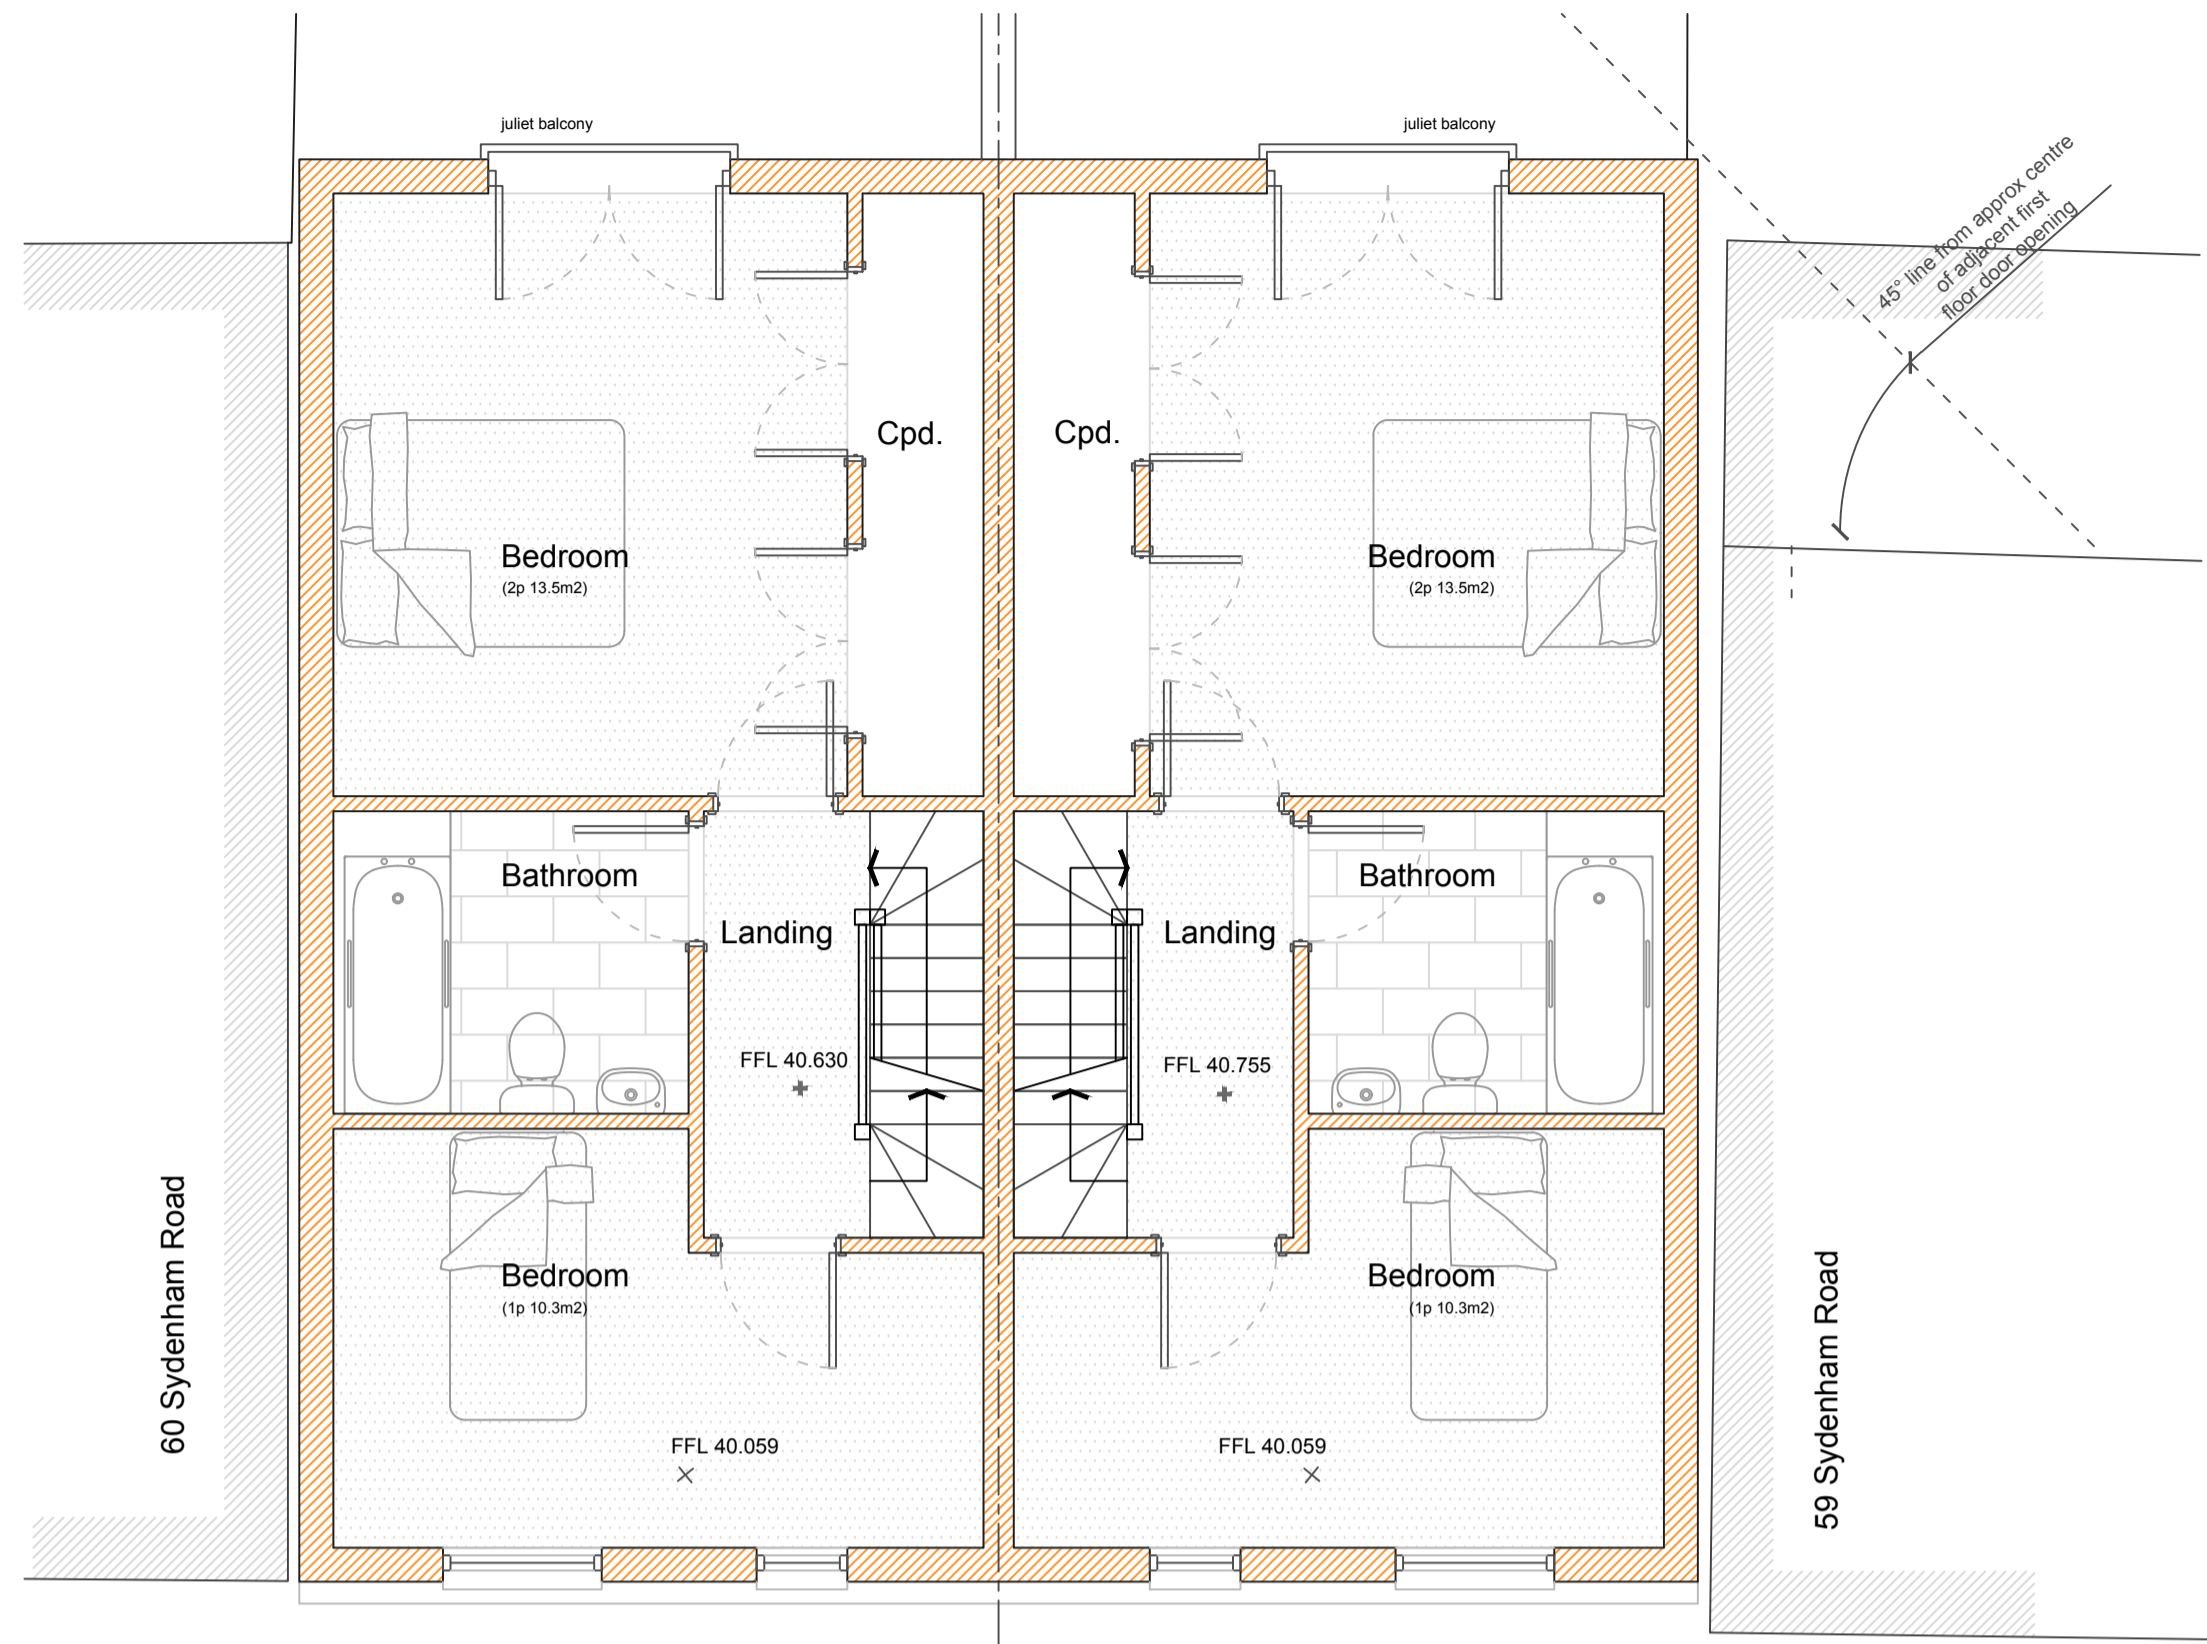 juliet balcony
juliet balcony
45° line from approx centre
of adjacent first
floor door opening
Cpd.
Cpd.
Bedroom
(2p 13.5m2)
Bedroom
(2p 13.5m2)
Bathroom
Bathroom
Landing
Landing
FFL 40.630
FFL 40.755
60 Sydenham Road
59 Sydenham Road
Bedroom
(1p 10.3m2)
Bedroom
(1p 10.3m2)
FFL 40.059
FFL 40.059